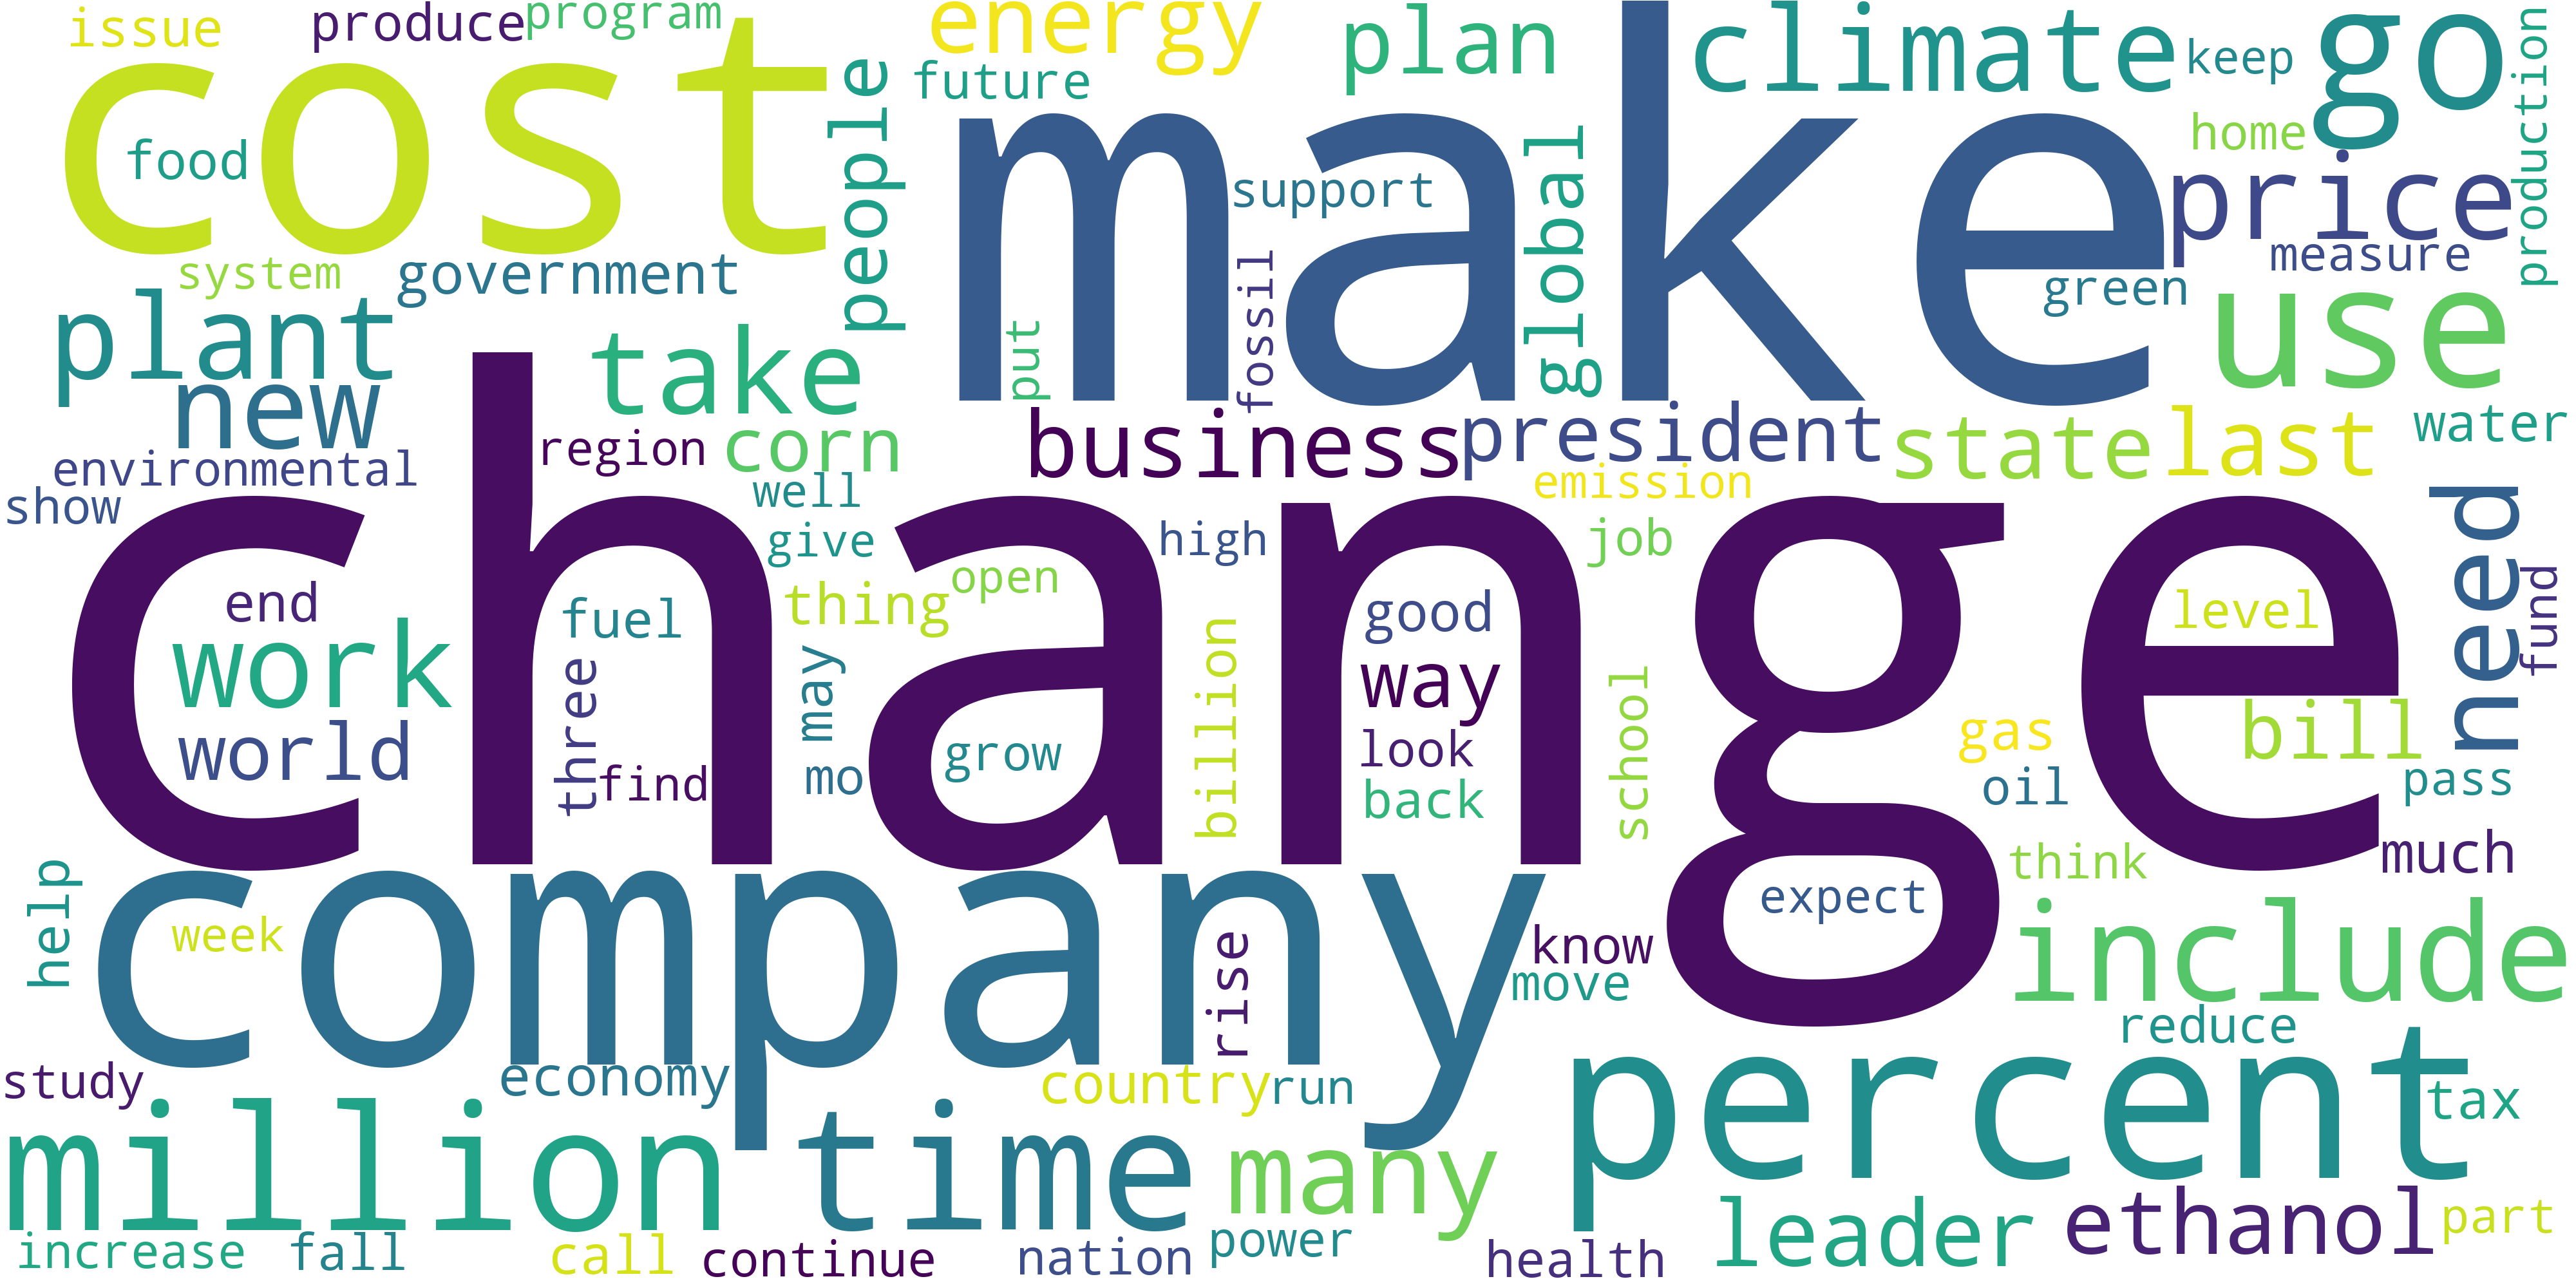 issue
produce
program
energy
plan
climate
keep
go
production
cost
people
future
make
global
home
price
food
support
measure
system
government
green
fossil
put
plant
take
use
new
region
corn
business
president
state
last
water
environmental
show
well
emission
change
give
high
job
need
end
fuel
thing
open
good
level
fund
work
three
may
billion
way
school
gas
bill
world
find
mo
grow
look
back
oil
pass
help
company
think
much
week
expect
include
rise
know
move
reduce
study
economy
country
run
percent
tax
million
time
many
leader
ethanol
part
increase
fall
call
continue
nation
power
health